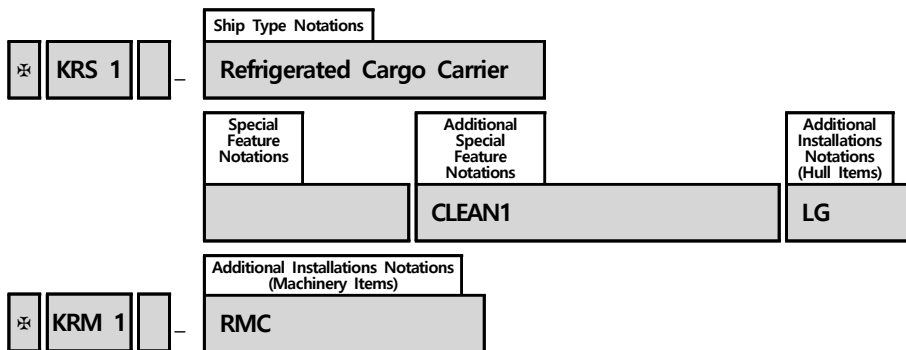 Ship Type Notations
✠ KRS 1 _ Refrigerated Cargo Carrier
Special
Feature
Notations
Additional
Special
Feature
Notations
Additional
Installations
Notations
(Hull Items)
CLEAN1
LG
Additional Installations Notations
(Machinery Items)
✠ KRM 1 _ RMC